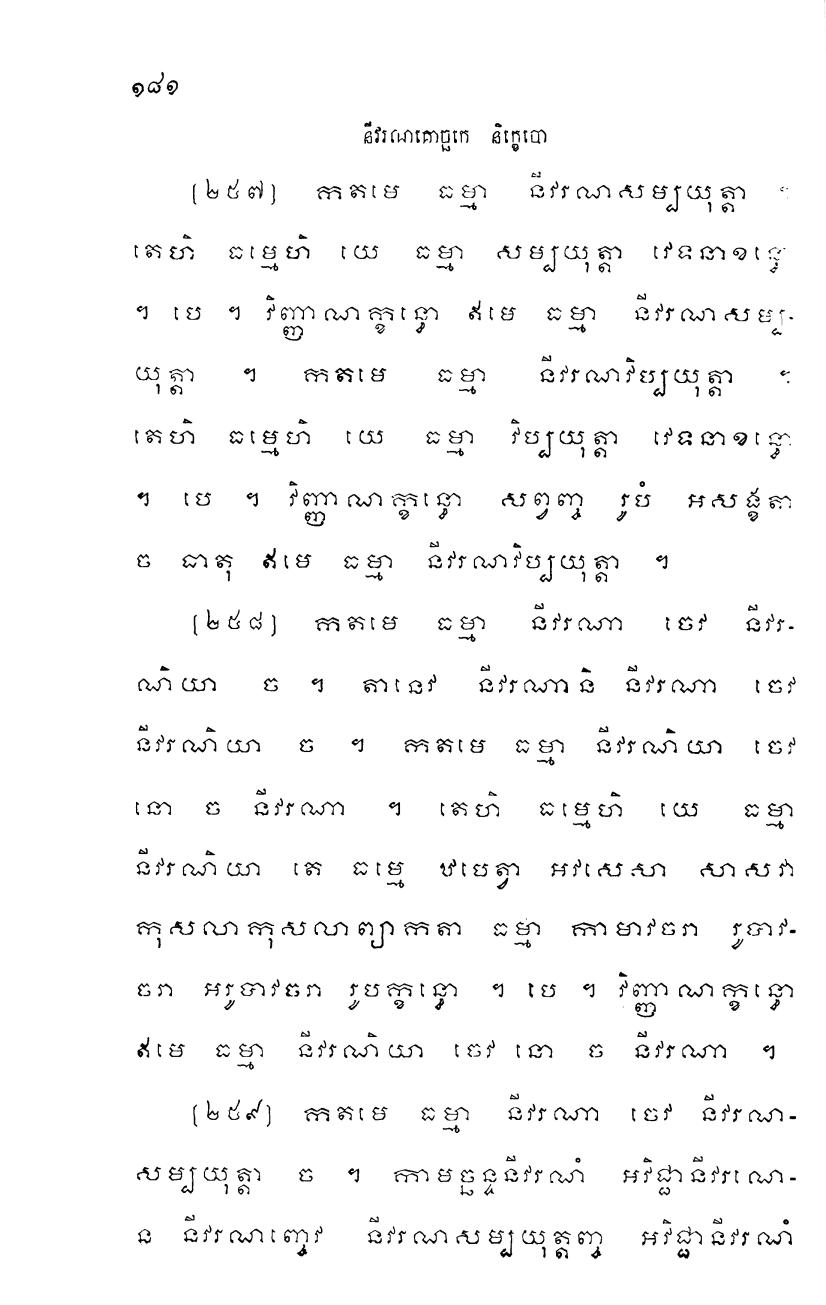 ១៨១
នីវរណគោច្ឆកេ និក្ខេបោ
[២៥៧] កតមេ ធម្មា នីវរណសម្បយុត្តា ។
តេហិ ធម្មេហិ យេ ធម្មា សម្បយុត្តា វេទនាខន្ធោ
។ បេ ។ វិញ្ញាណក្ខន្ធោ ឥមេ ធម្មា នីវរណសម្ប-
យុត្តា ។ កតមេ ធម្មា នីវរណវិប្បយុត្តា ។
តេហិ ធម្មេហិ យេ ធម្មា វិប្បយុត្តា វេទនាខន្ធោ
។ បេ ។ វិញ្ញាណក្ខន្ធោ សព្វញ្ច រូបំ អសង្ខតា
ច ធាតុ ឥមេ ធម្មា នីវរណវិប្បយុត្តា ។
[២៥៨] កតមេ ធម្មា នីវរណា ចេវ នីវរ-
ណិយា ច ។ តានេវ នីវរណានិ នីវរណា ចេវ
នីវរណិយា ច ។ កតមេ ធម្មា នីវរណិយា ចេវ
នោ ច នីវរណា ។ តេហិ ធម្មេហិ យេ ធម្មា
នីវរណិយា តេ ធម្មេ ឋបេត្វា អវសេសា សាសវា
កុសលាកុសលាព្យាកតា ធម្មា កាមាវចរា រូបាវ-
ចរា អរូបាវចរា រូបក្ខន្ធោ ។ បេ ។ វិញ្ញាណក្ខន្ធោ
ឥមេ ធម្មា នីវរណិយា ចេវ នោ ច នីវរណា ។
[២៥៩] កតមេ ធម្មា នីវរណា ចេវ នីវរណ-
សម្បយុត្តា ច ។ កាមច្ឆន្ទនីវរណំ អវិជ្ជានីវរណេ-
ន នីវរណញ្ចេវ នីវរណសម្បយុត្តញ្ច អវិជ្ជានីវរណំ